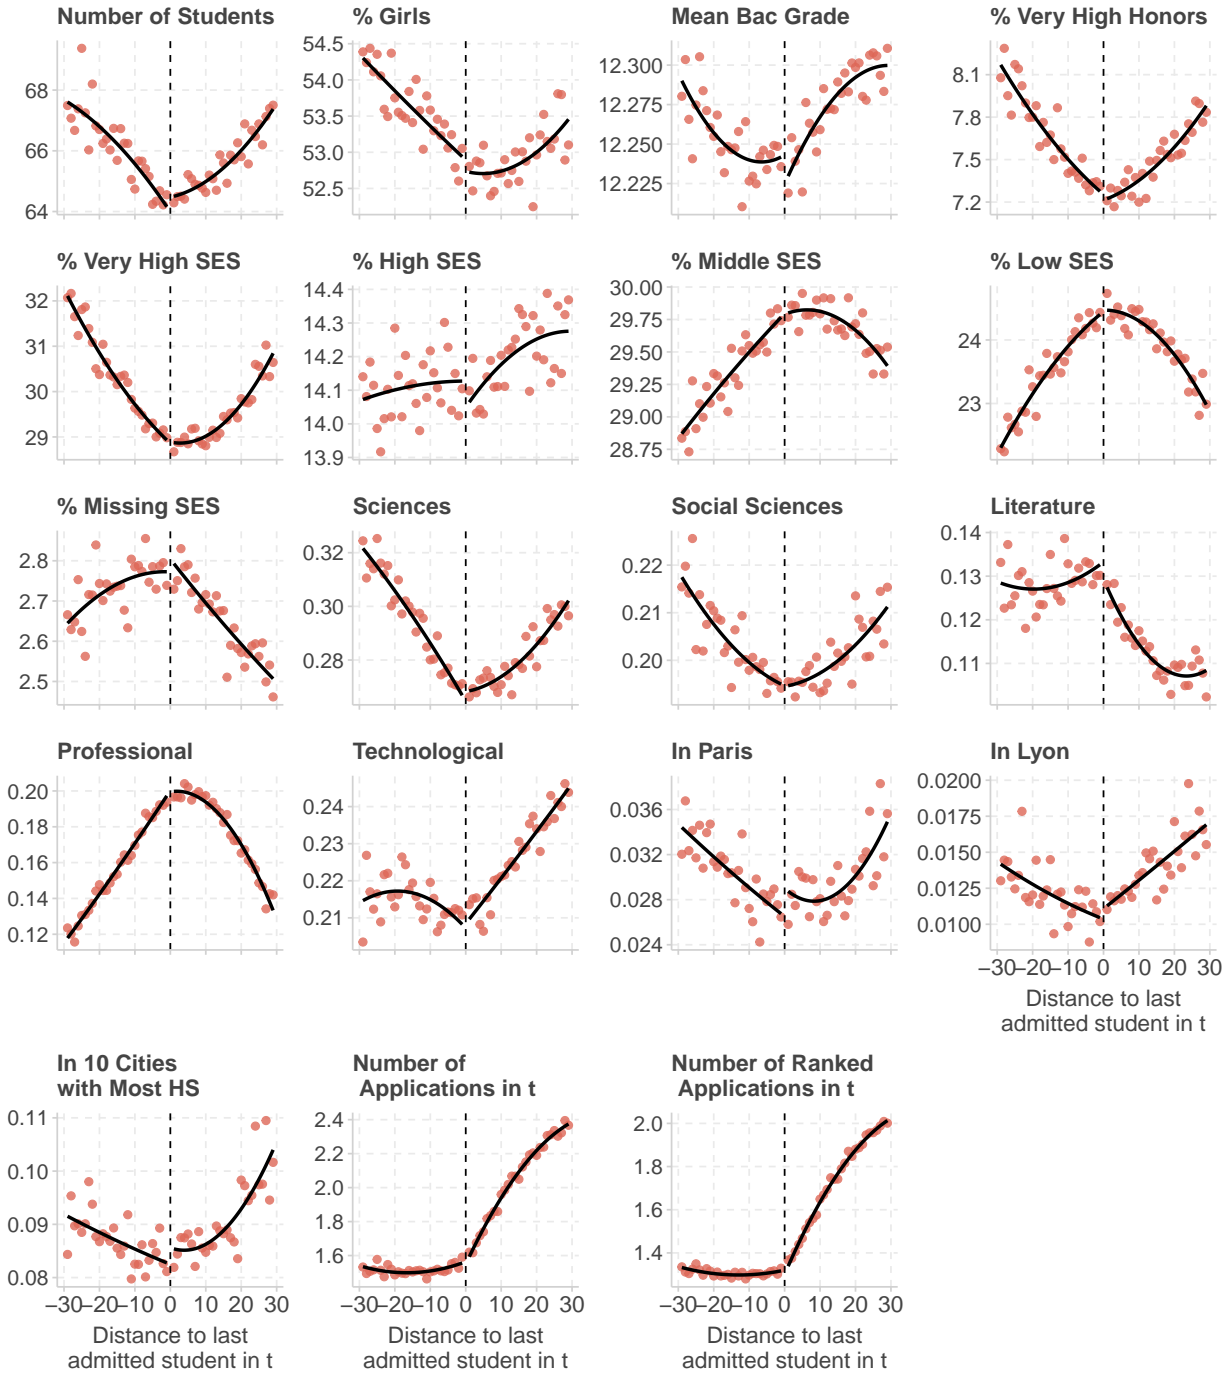 Number of Students
% Girls
Mean Bac Grade
% Very High Honors
68
66
64
54.5
54.0
53.5
53.0
52.5
12.300
12.275
12.250
12.225
8.1
7.8
7.5
7.2
% Very High SES
% High SES
% Middle SES
% Low SES
32
31
30
29
14.4
14.3
14.2
14.1
14.0
13.9
30.00
29.75
29.50
29.25
29.00
28.75
24
23
% Missing SES
Sciences
Social Sciences
Literature
2.8
2.7
2.6
2.5
0.32
0.30
0.28
0.22
0.21
0.20
0.14
0.13
0.12
0.11
Professional
Technological
In Paris
In Lyon
0.20
0.18
0.16
0.14
0.12
0.24
0.23
0.22
0.21
0.036
0.032
0.028
0.024
0.0200
0.0175
0.0150
0.0125
0.0100
−30 −20 −10 0 10 20 30
Distance to last
admitted student in t
In 10 Cities
with Most HS
Number of
Applications in t
Number of Ranked
Applications in t
0.11
0.10
0.09
0.08
2.4
2.2
2.0
1.8
1.6
2.0
1.8
1.6
1.4
−30 −20 −10 0 10 20 30
−30 −20 −10 0 10 20 30
−30 −20 −10 0 10 20 30
Distance to last
admitted student in t
Distance to last
admitted student in t
Distance to last
admitted student in t